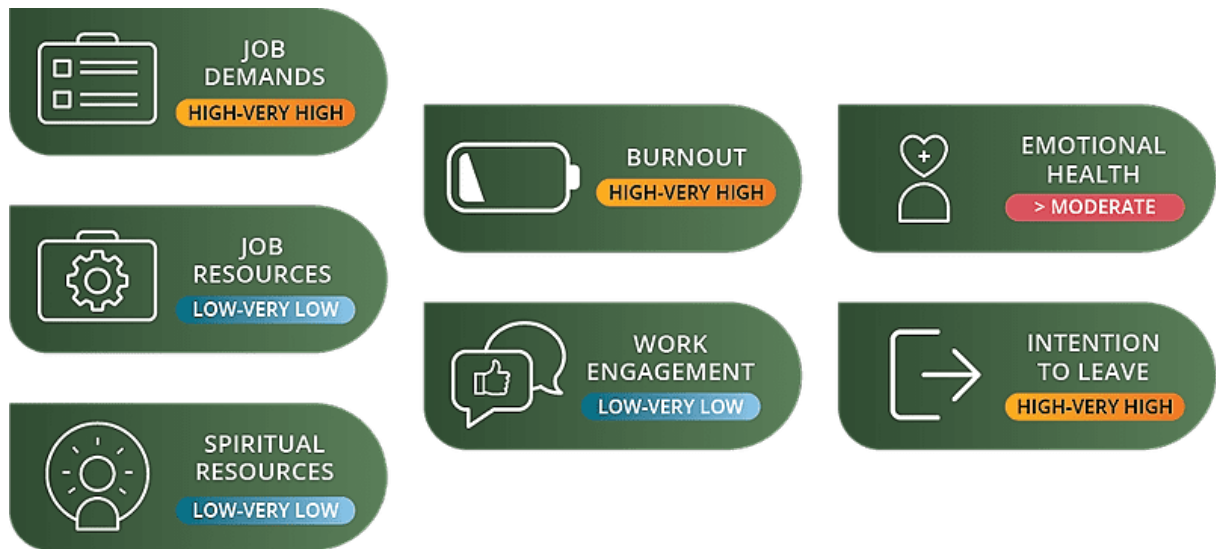 JOB
DEMANDS
HIGH-VERY HIGH
JOB
RESOURCES
LOW-VERY LOW
SPIRITUAL
RESOURCES
LOW-VERY LOW
BURNOUT
HIGH-VERY HIGH
WORK
ENGAGEMENT
LOW-VERY LOW
EMOTIONAL
HEALTH
> MODERATE
INTENTION
TO LEAVE
HIGH-VERY HIGH